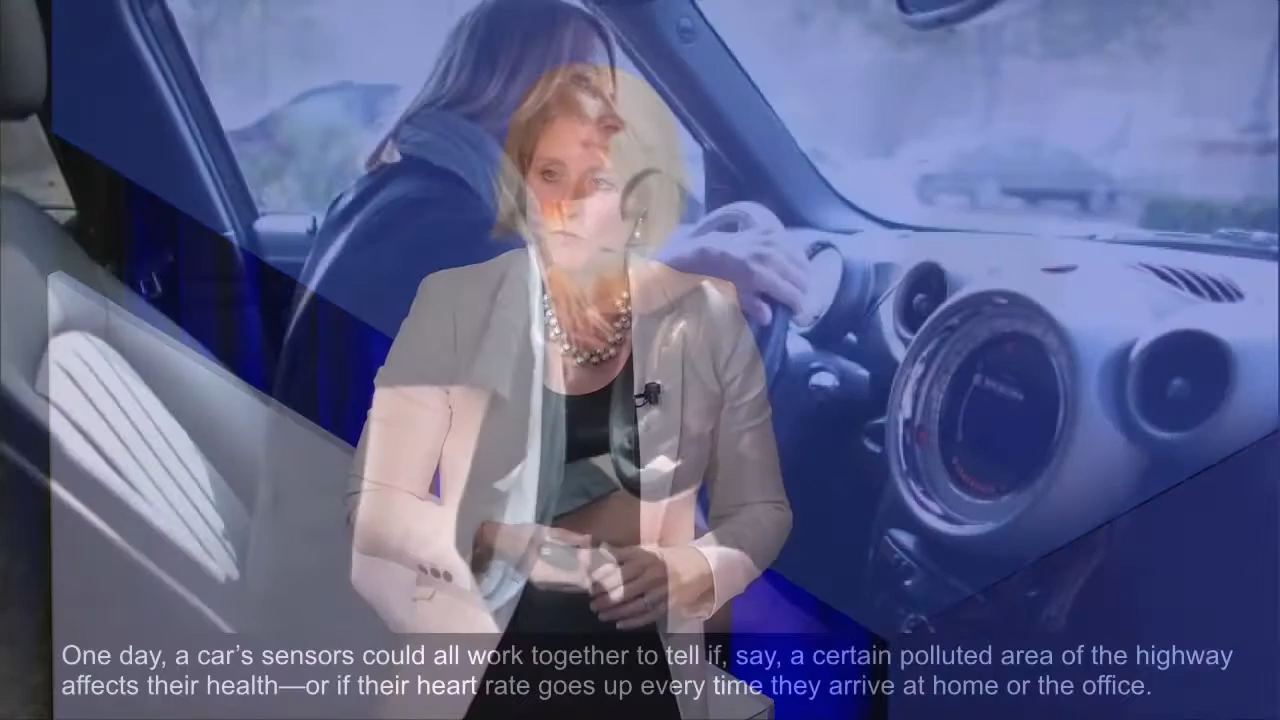 One day, a car's sensors could all work together to tell if, say, a certain polluted area of the highway
affects their health—or if their heart rate goes up every time they arrive at home or the office.